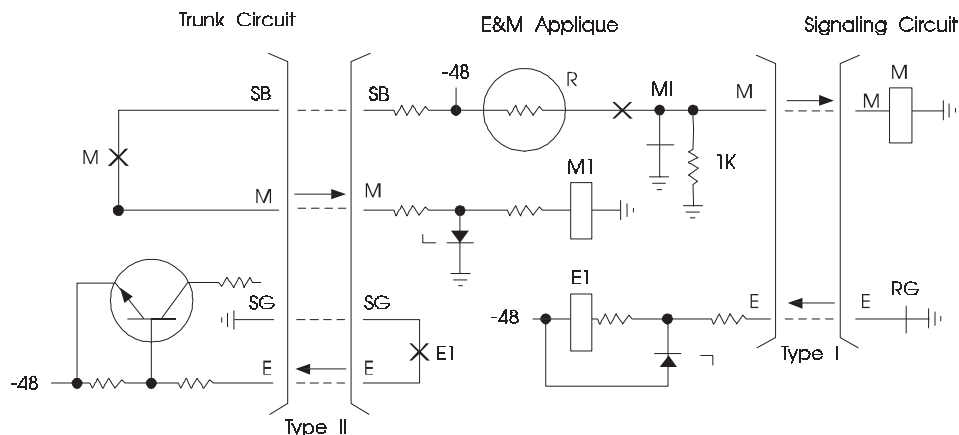 Trunk Circuit
E&M Applique
Signaling Circuit
-48
R
M
SB
SB
MI
M
M
M
1K
M
M
M1
E1
SG
SG
-48
E
E
RG
E1
-48
E
E
Type I
Type II